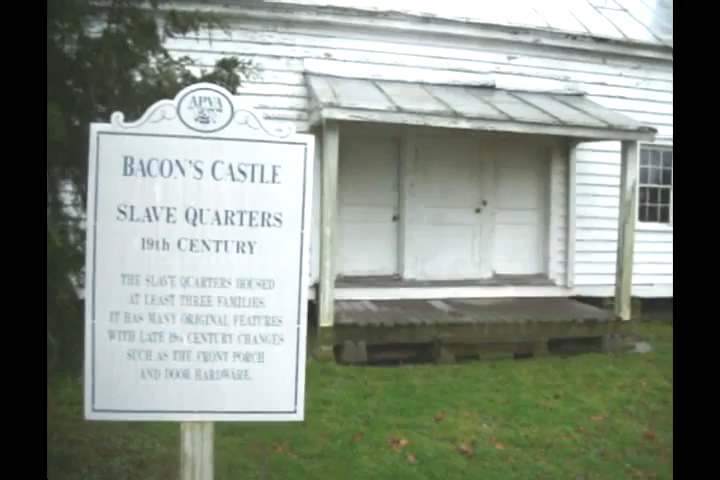 APVA
BACON'S CASTLE
SLAVE QUARTERS
19th CENTURY
THE SLAVE QUARTERS HOUSED
AT LEAST THREE FAMILIES.
IT HAS MANY ORIGINAL FEATURES
WITH LATE 19th CENTURY CHANGES
SUCH AS THE FRONT PORCH
AND DOOR HARDWARE.